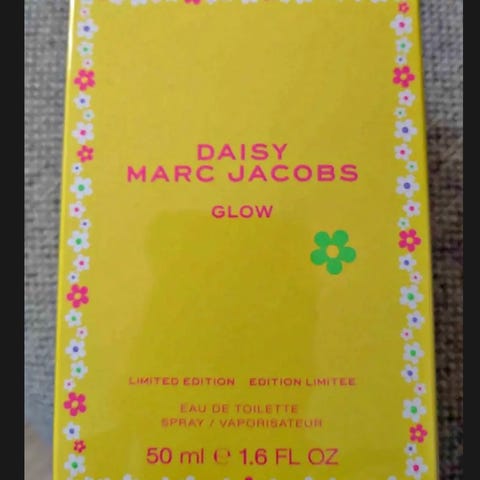 DAISY
MARC JACOBS
GLOW
LIMITED EDITION EDITION LIMITEE
EAU DE TOILETTE
SPRAY / VAPORISATEUR
50 ml ℮ 1.6 FL OZ